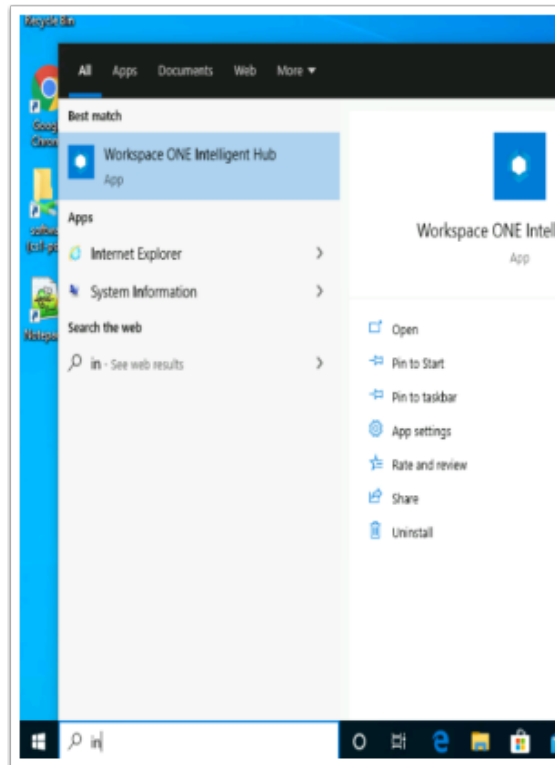 Recycle Bin
All Apps Documents Web More
Best match
Workspace ONE Intelligent Hub
App
Apps
Internet Explorer
System Information
Search the web
in - See web results
Workspace ONE Intell
App
Open
Pin to Start
Pin to taskbar
App settings
Rate and review
Share
Uninstall
in